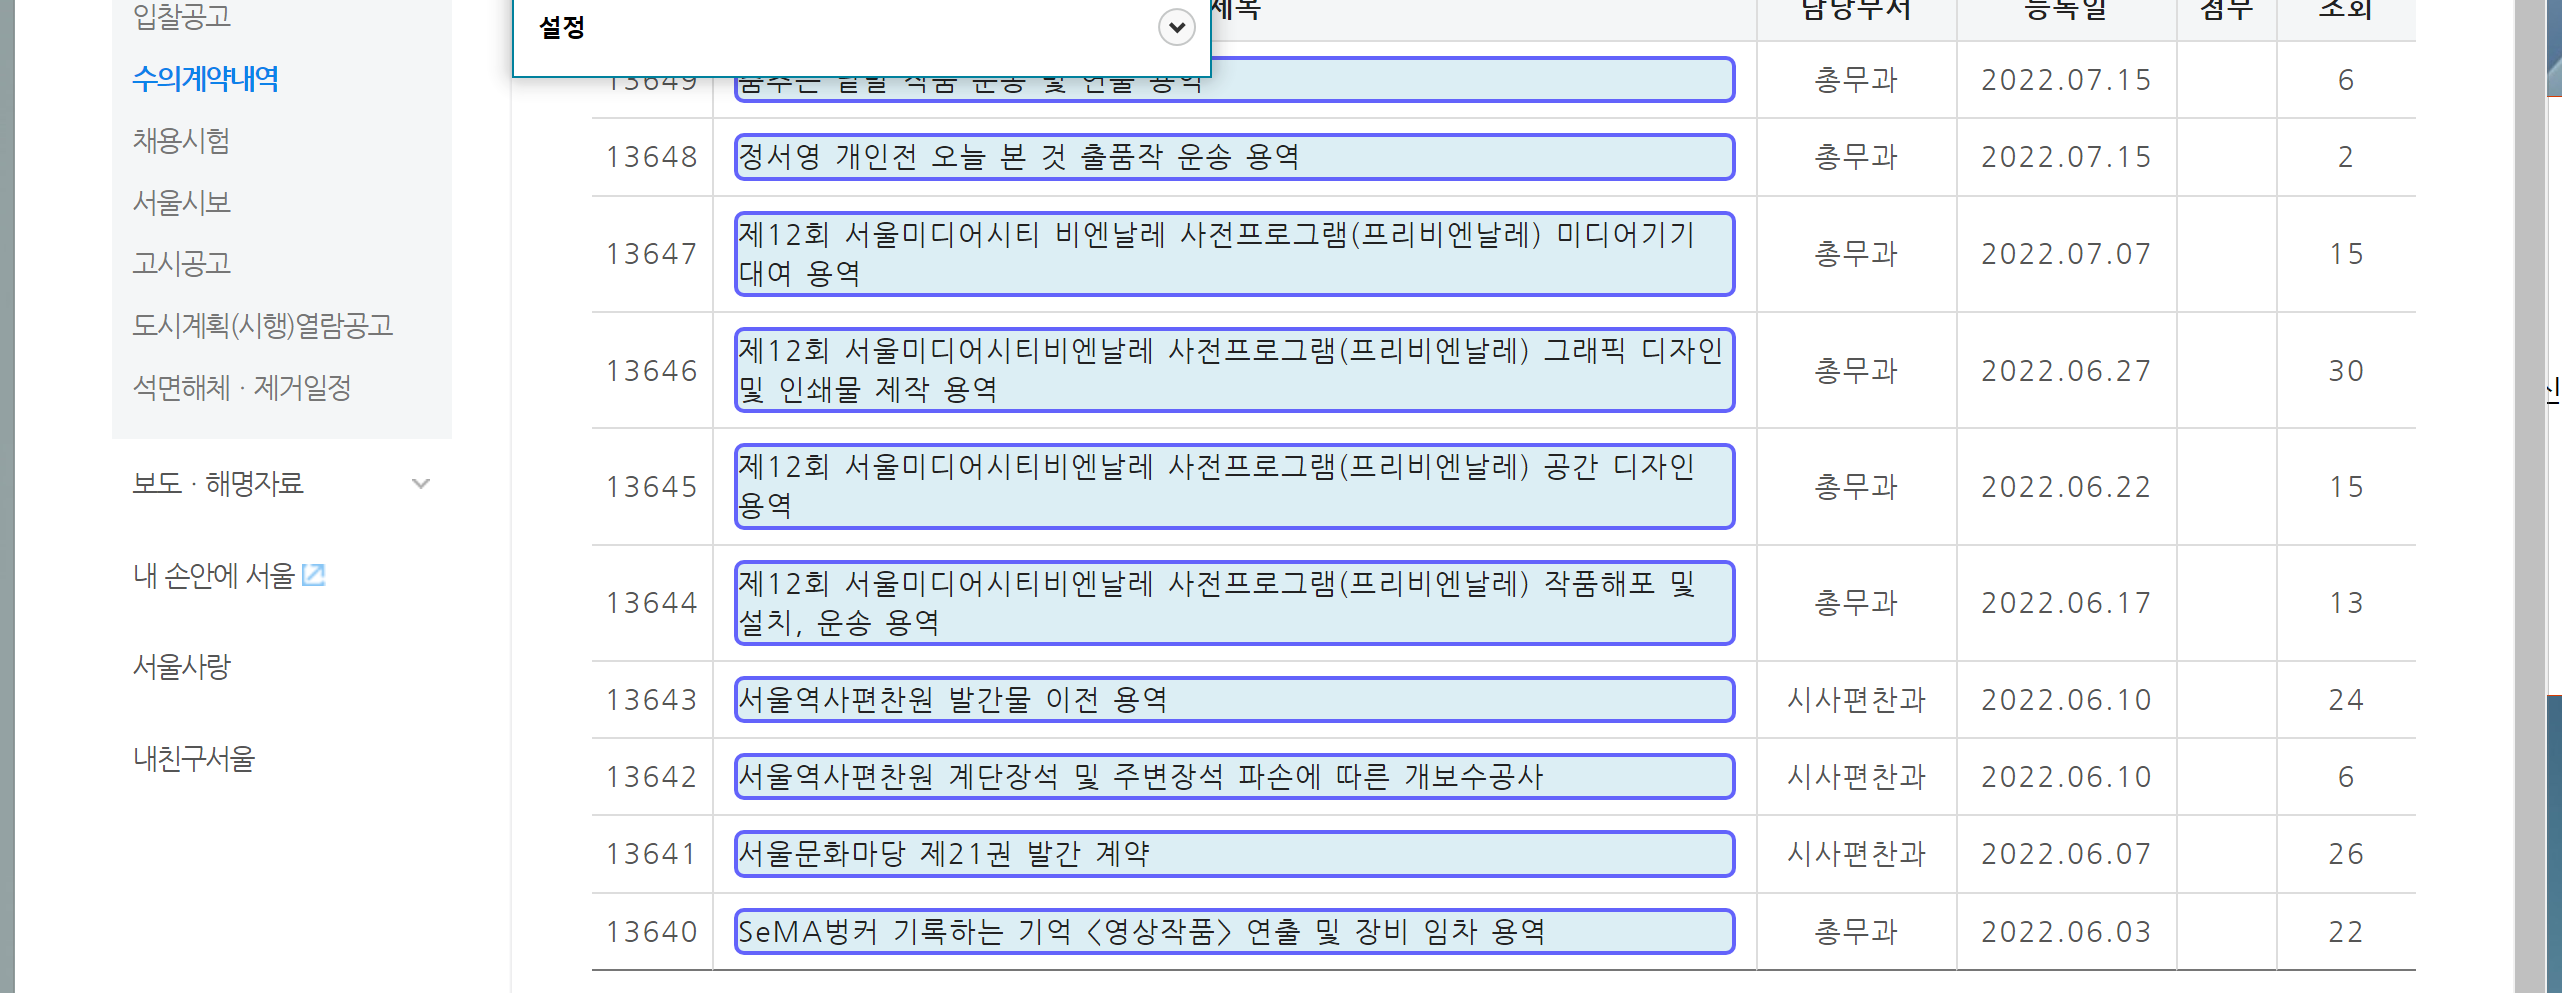 입찰공고
수의계약내역
채용시험
서울시보
고시공고
도시계획(시행)열람공고
석면해체 · 제거일정
보도 · 해명자료
내 손안에 서울
서울사랑
내친구서울
설정
제목 담당부서 등록일 첨부 조회
13649 춤추는 낱말 작품 운송 및 연출 용역 총무과 2022.07.15 6
13648 정서영 개인전 오늘 본 것 출품작 운송 용역 총무과 2022.07.15 2
13647 제12회 서울미디어시티 비엔날레 사전프로그램(프리비엔날레) 미디어기기
대여 용역 총무과 2022.07.07 15
13646 제12회 서울미디어시티비엔날레 사전프로그램(프리비엔날레) 그래픽 디자인
및 인쇄물 제작 용역 총무과 2022.06.27 30
13645 제12회 서울미디어시티비엔날레 사전프로그램(프리비엔날레) 공간 디자인
용역 총무과 2022.06.22 15
13644 제12회 서울미디어시티비엔날레 사전프로그램(프리비엔날레) 작품해포 및
설치, 운송 용역 총무과 2022.06.17 13
13643 서울역사편찬원 발간물 이전 용역 시사편찬과 2022.06.10 24
13642 서울역사편찬원 계단장석 및 주변장석 파손에 따른 개보수공사 시사편찬과 2022.06.10 6
13641 서울문화마당 제21권 발간 계약 시사편찬과 2022.06.07 26
13640 SeMA벙커 기록하는 기억 <영상작품> 연출 및 장비 임차 용역 총무과 2022.06.03 22